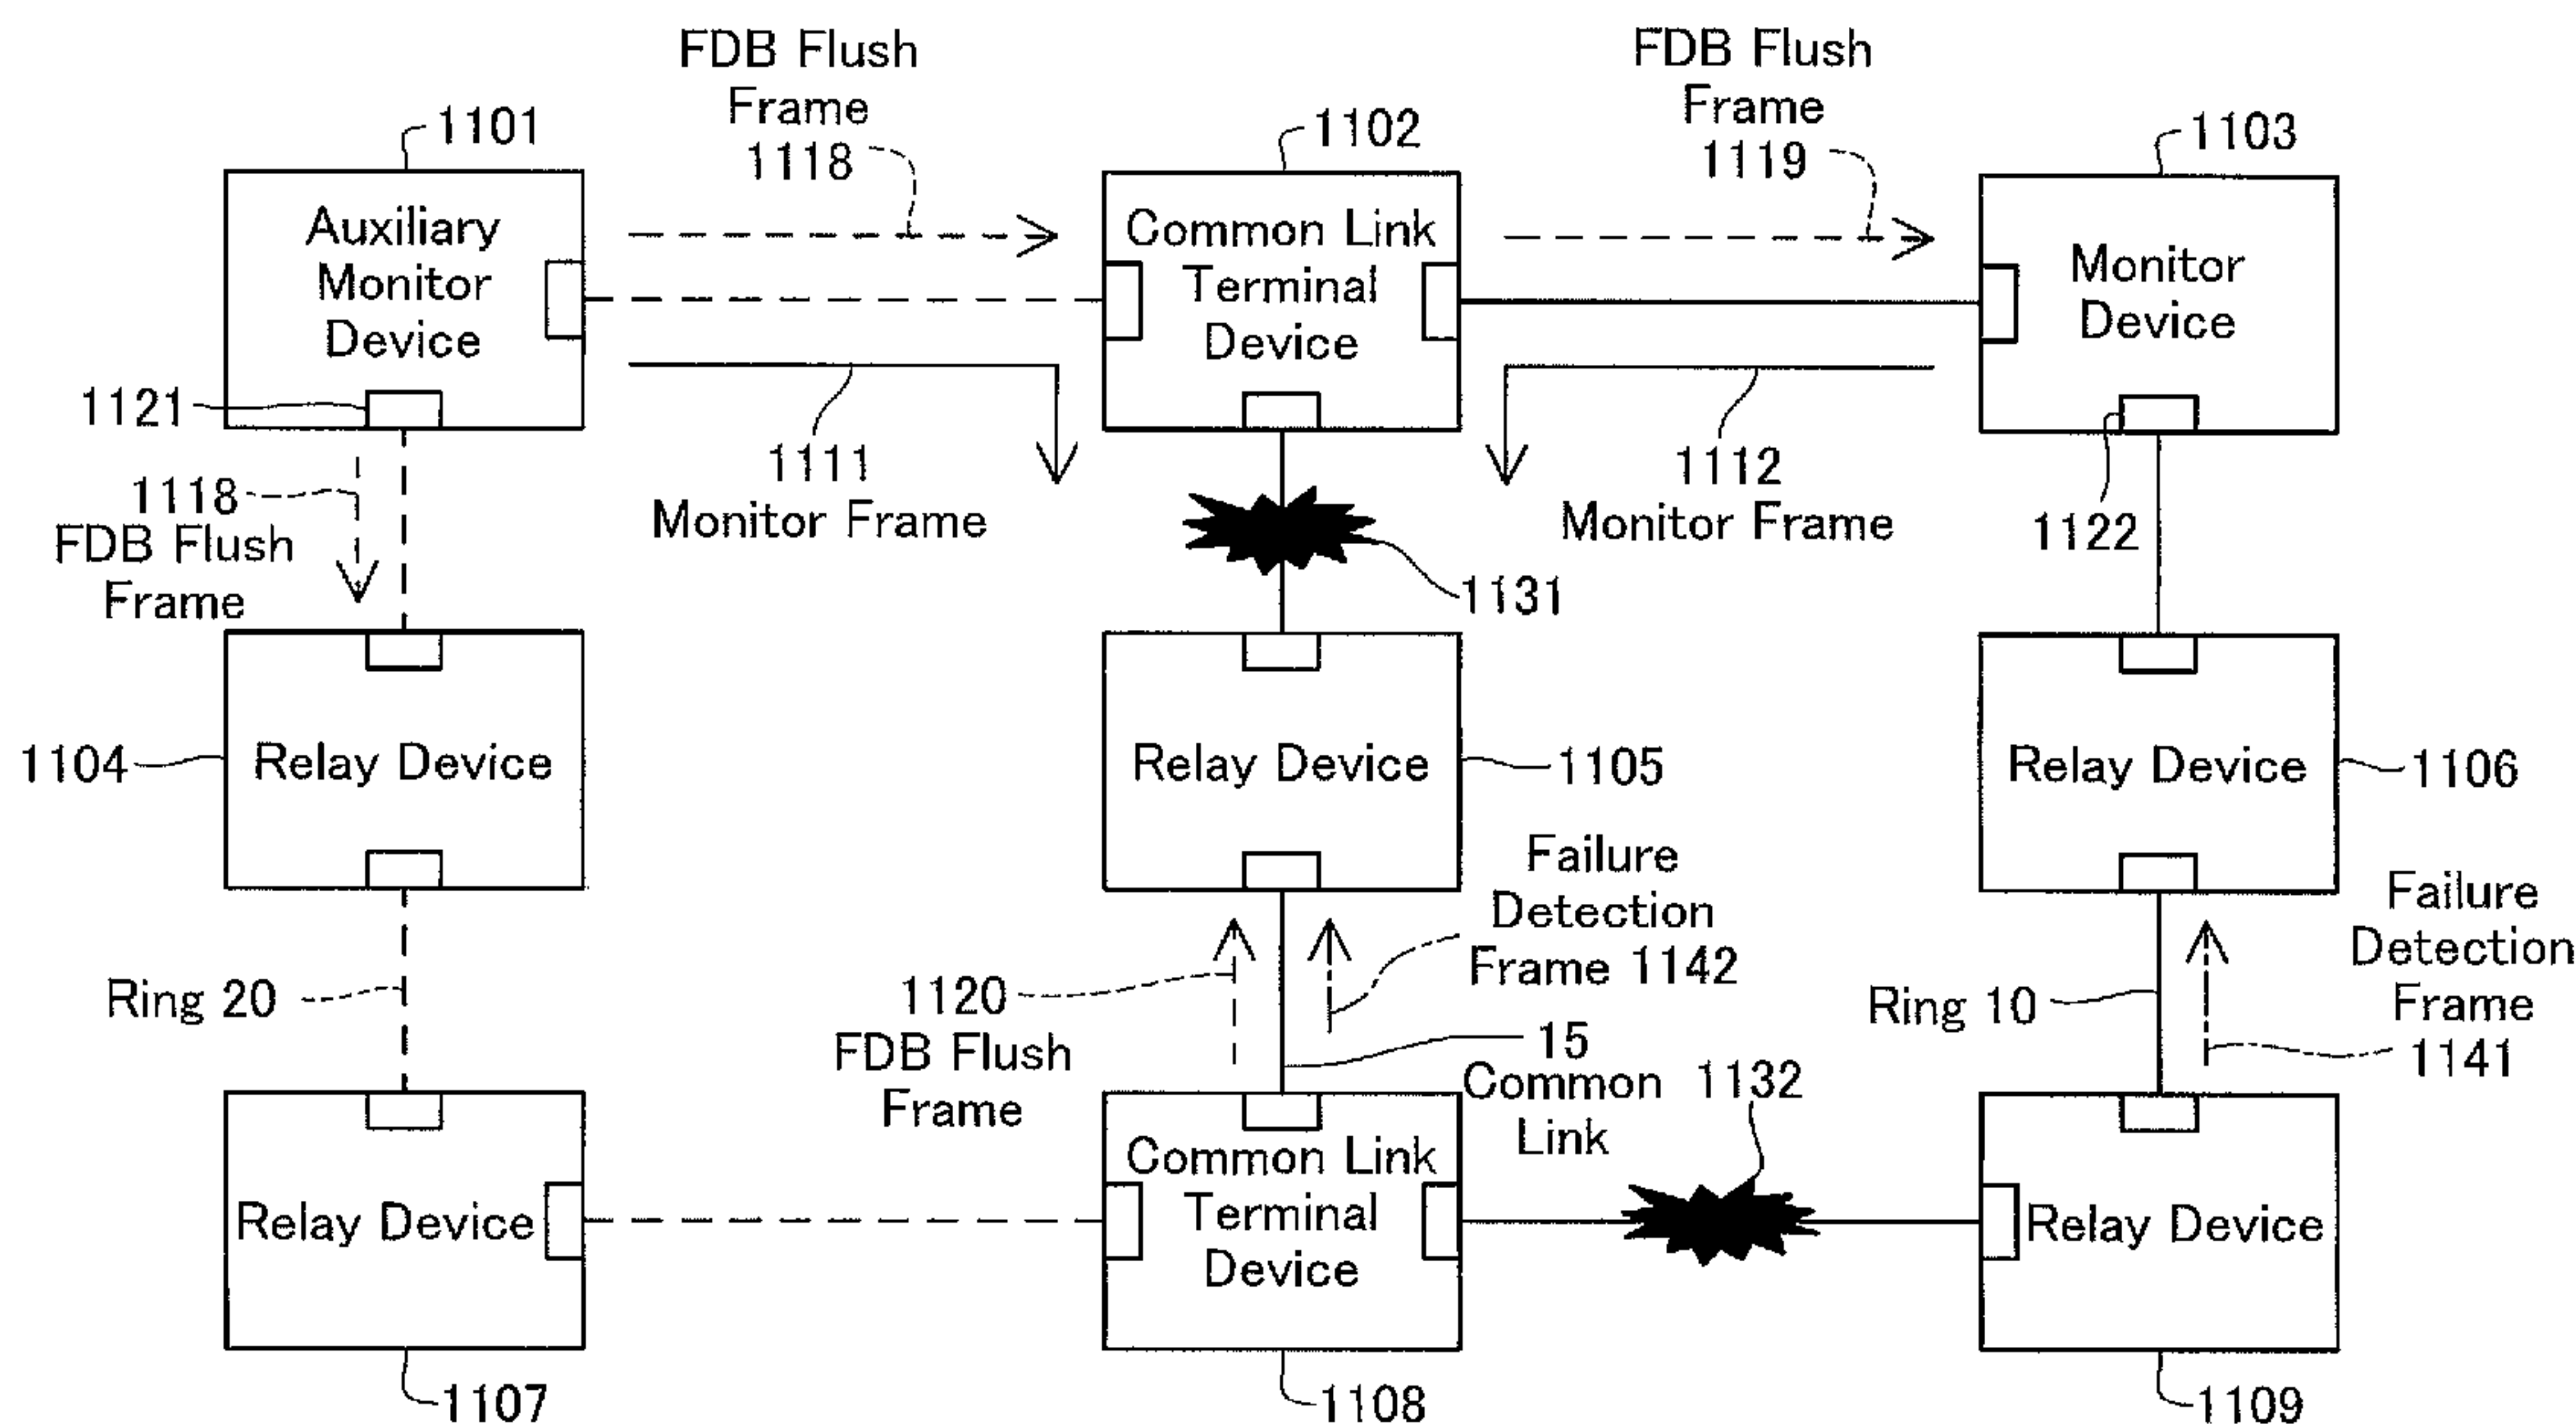 FDB Flush
Frame
1118
FDB Flush
Frame
1119
1101
1102
1103
Auxiliary
Monitor
Device
Common Link
Terminal
Device
Monitor
Device
1121
1111
Monitor Frame
1112
Monitor Frame
1122
1118
FDB Flush
Frame
1131
1104
Relay Device
Relay Device
1105
Relay Device
1106
Failure
Detection
Frame 1142
Failure
Detection
Frame
1141
Ring 20
1120
FDB Flush
Frame
Ring 10
15
Common
Link
1132
Relay Device
Common Link
Terminal
Device
Relay Device
1107
1108
1109